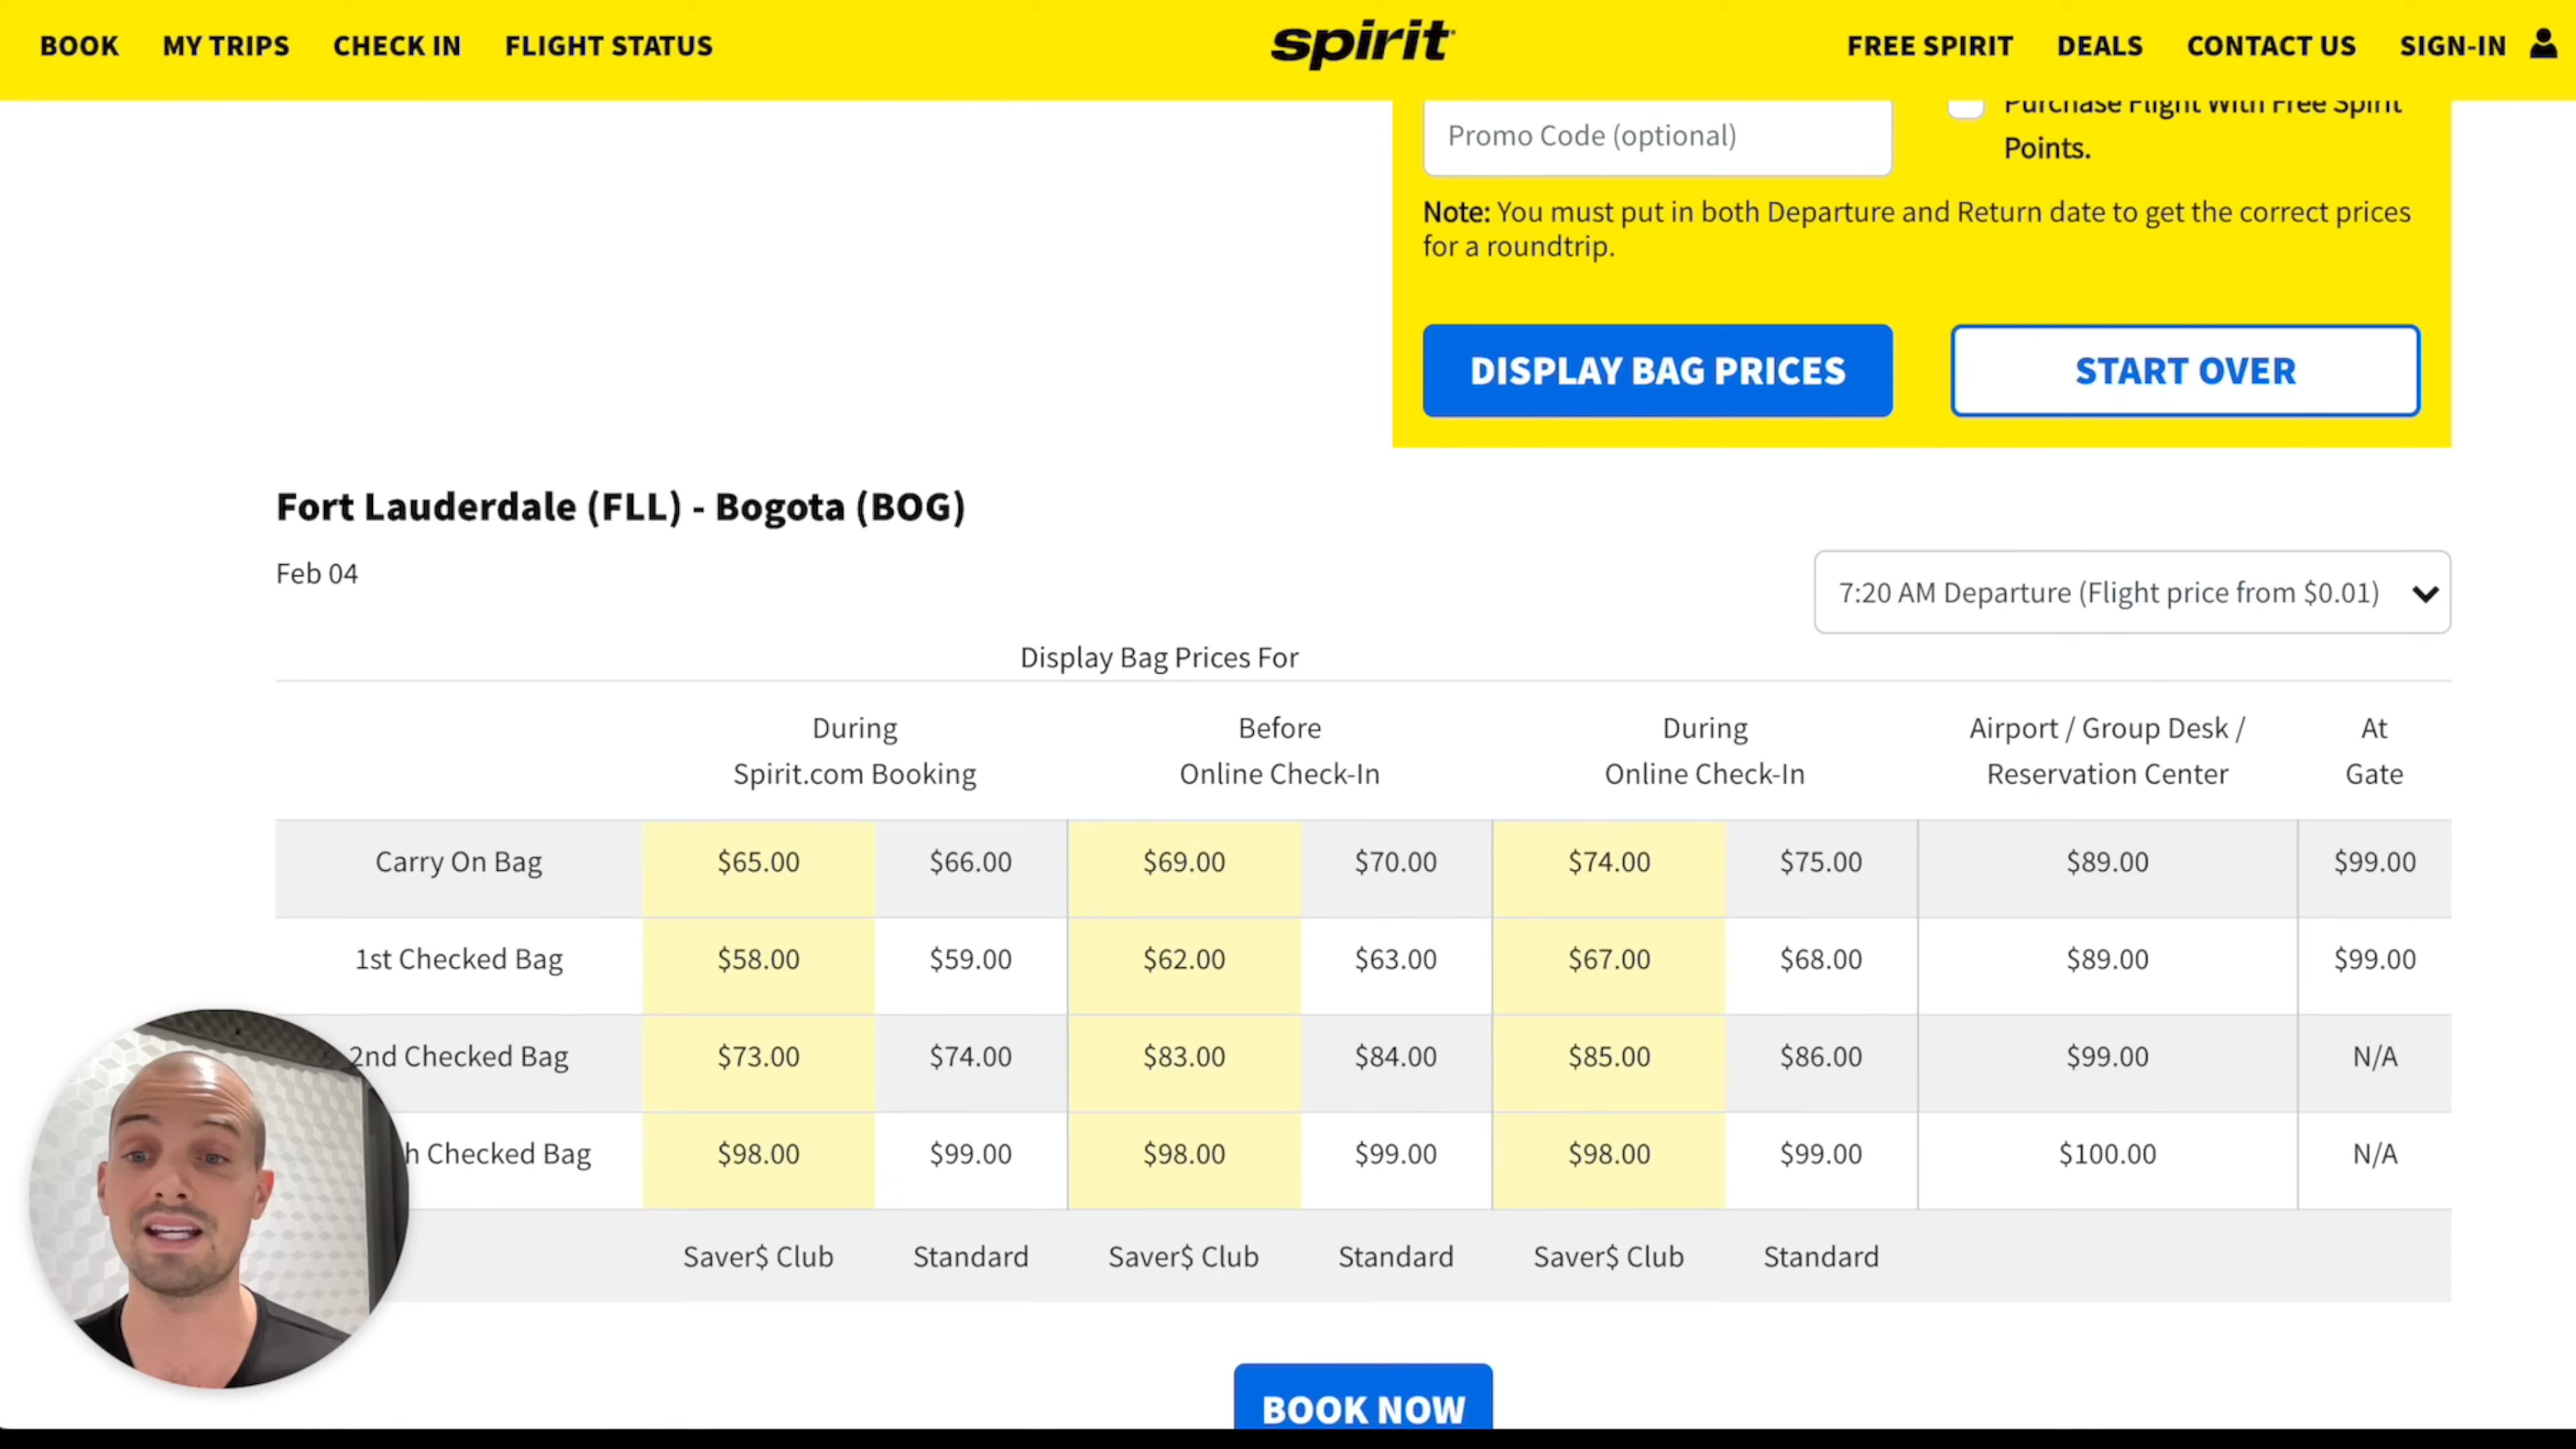 BOOK MY TRIPS CHECK IN FLIGHT STATUS spirit FREE SPIRIT DEALS CONTACT US SIGN-IN
Promo Code (optional)
Purchase Flight With Free Spirit
Points.
Note: You must put in both Departure and Return date to get the correct prices
for a roundtrip.
DISPLAY BAG PRICES START OVER
Fort Lauderdale (FLL) - Bogota (BOG)
Feb 04
7:20 AM Departure (Flight price from $0.01)
Display Bag Prices For
During Before During Airport / Group Desk / At
Spirit.com Booking Online Check-In Online Check-In Reservation Center Gate
Carry On Bag $65.00 $66.00 $69.00 $70.00 $74.00 $75.00 $89.00 $99.00
1st Checked Bag $58.00 $59.00 $62.00 $63.00 $67.00 $68.00 $89.00 $99.00
2nd Checked Bag $73.00 $74.00 $83.00 $84.00 $85.00 $86.00 $99.00 N/A
h Checked Bag $98.00 $99.00 $98.00 $99.00 $98.00 $99.00 $100.00 N/A
Saver$ Club Standard Saver$ Club Standard Saver$ Club Standard
BOOK NOW